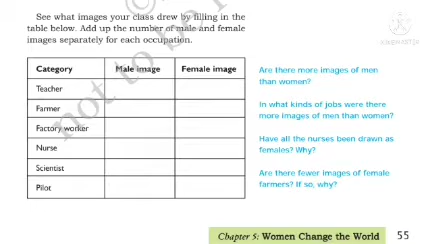 See what images your class drew by filling in the
table below. Add up the number of male and female
images separately for each occupation.
Category Male image Female image
Teacher
Farmer
Factory worker
Nurse
Scientist
Pilot
Are there more images of men
than women?
In what kinds of jobs were there
more images of men than women?
Have all the nurses been drawn as
females? Why?
Are there fewer images of female
farmers? If so, why?
not to be
KINEMASTER
Chapter 5: Women Change the World 55